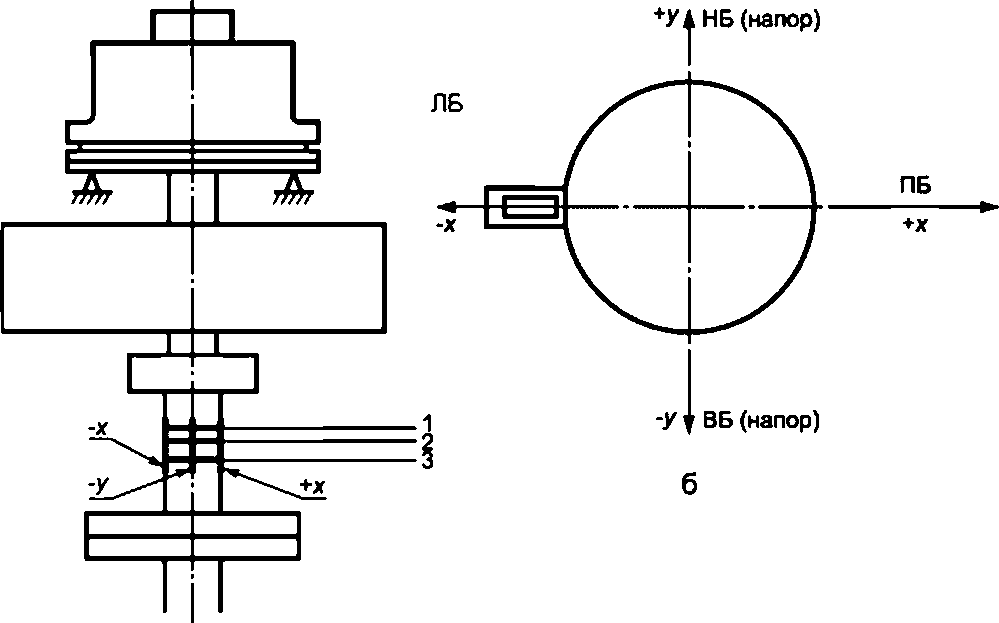 +y НБ (напор)
ЛБ
ПБ
-x
+x
1
2
3
-x
-y
+x
-y ВБ (напор)
б